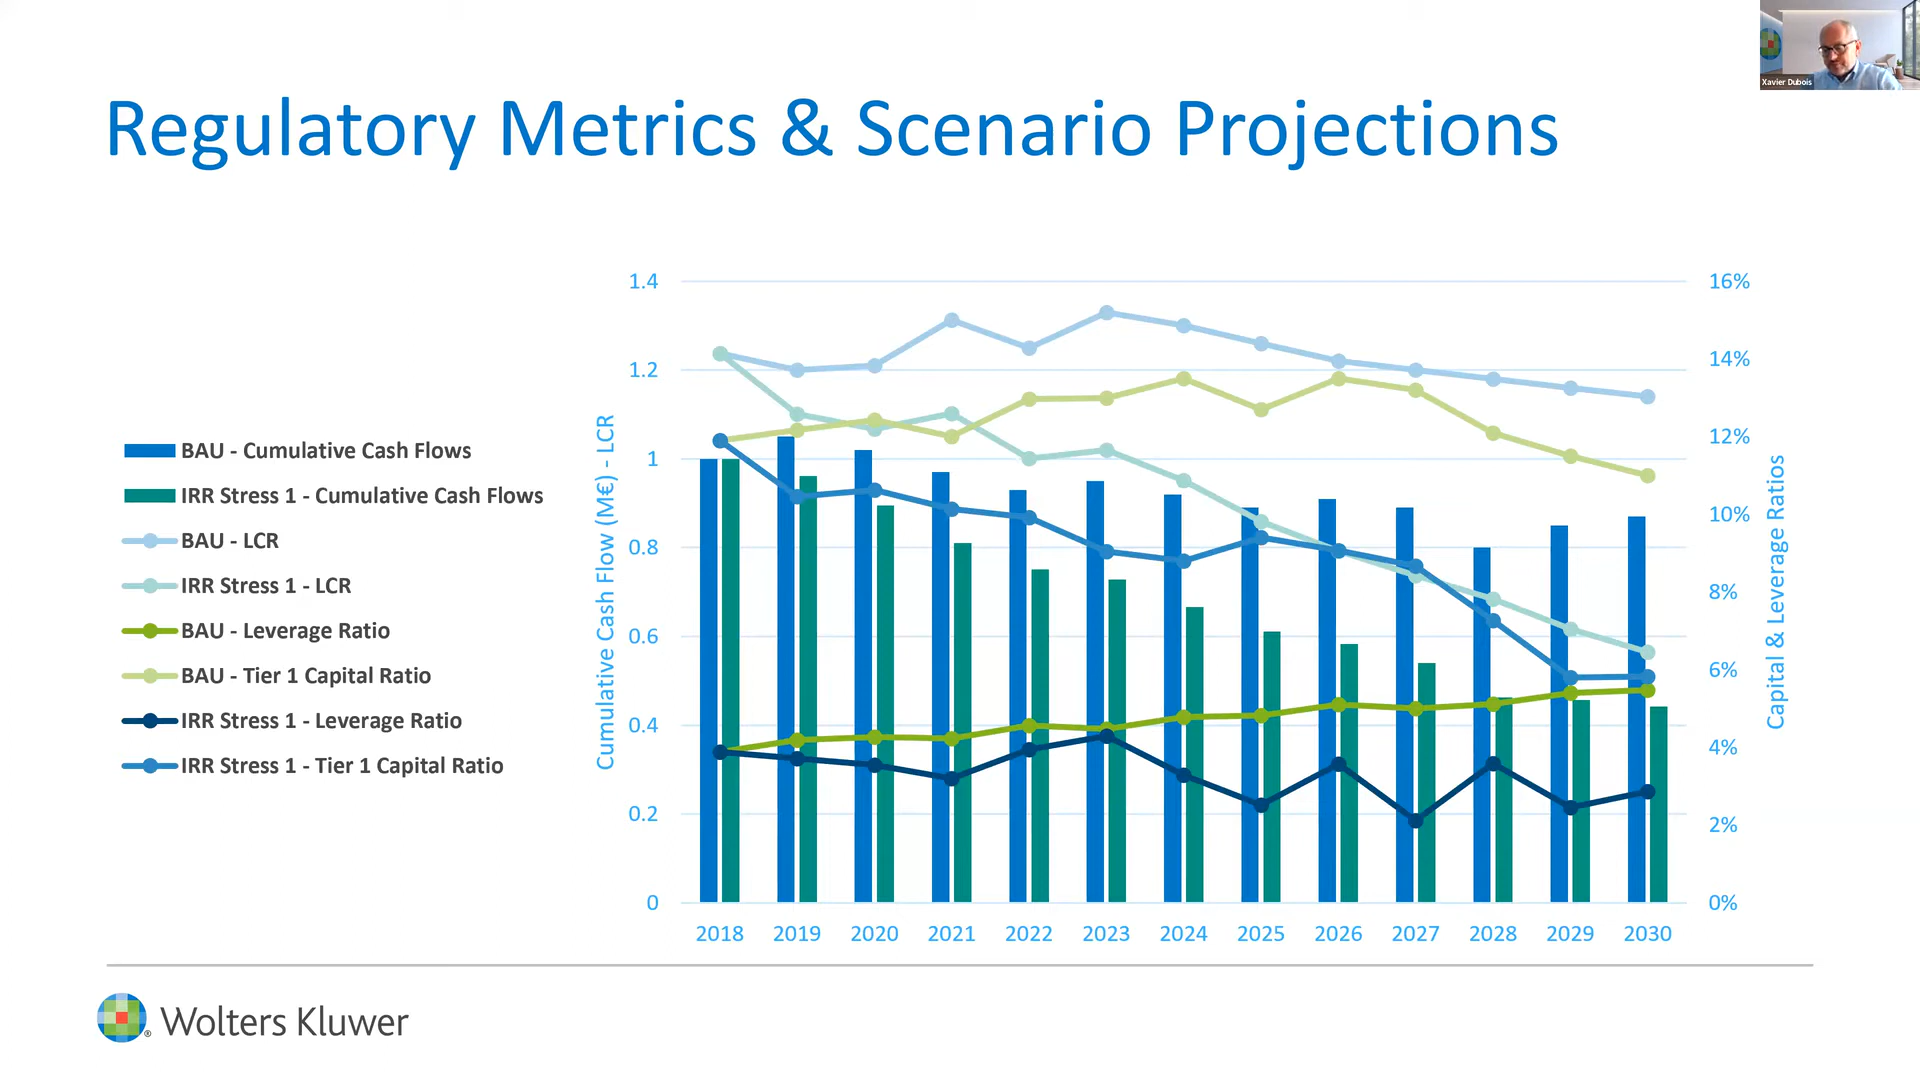 Xavier Dubois
Regulatory Metrics & Scenario Projections
BAU - Cumulative Cash Flows
IRR Stress 1 - Cumulative Cash Flows
BAU - LCR
IRR Stress 1 - LCR
BAU - Leverage Ratio
BAU - Tier 1 Capital Ratio
IRR Stress 1 - Leverage Ratio
IRR Stress 1 - Tier 1 Capital Ratio
Cumulative Cash Flow (M€) - LCR
1.4
1.2
1
0.8
0.6
0.4
0.2
0
16%
14%
12%
10%
8%
6%
4%
2%
0%
Capital & Leverage Ratios
2018 2019 2020 2021 2022 2023 2024 2025 2026 2027 2028 2029 2030
® Wolters Kluwer